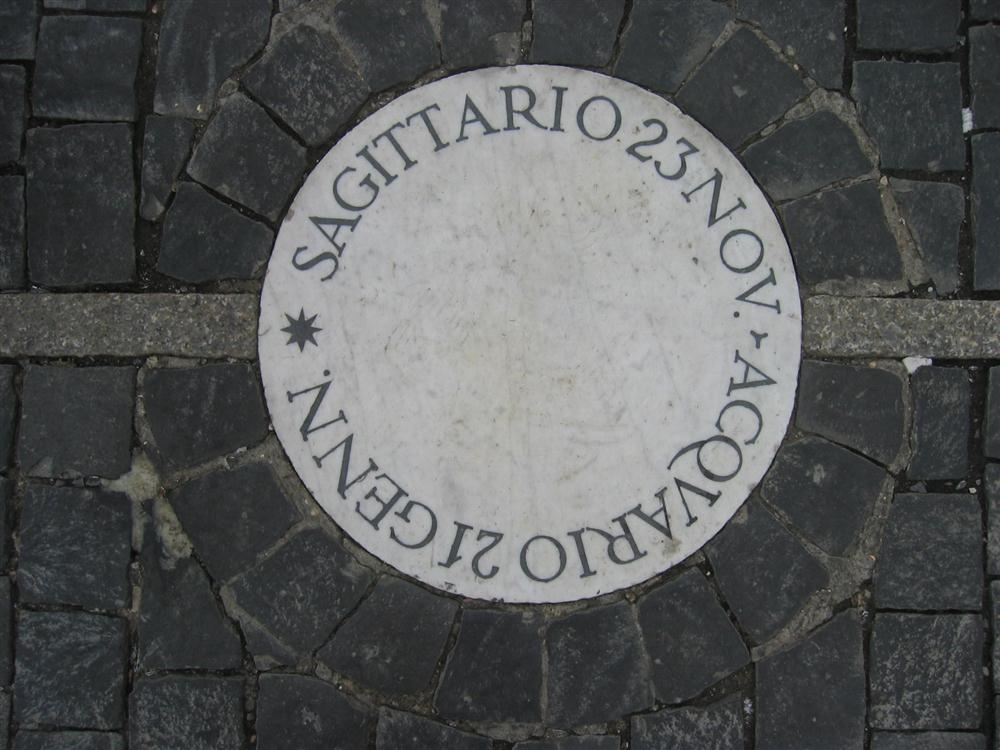 SAGITTARIO 23 NOV.
ACQVARIO 21 GENN.